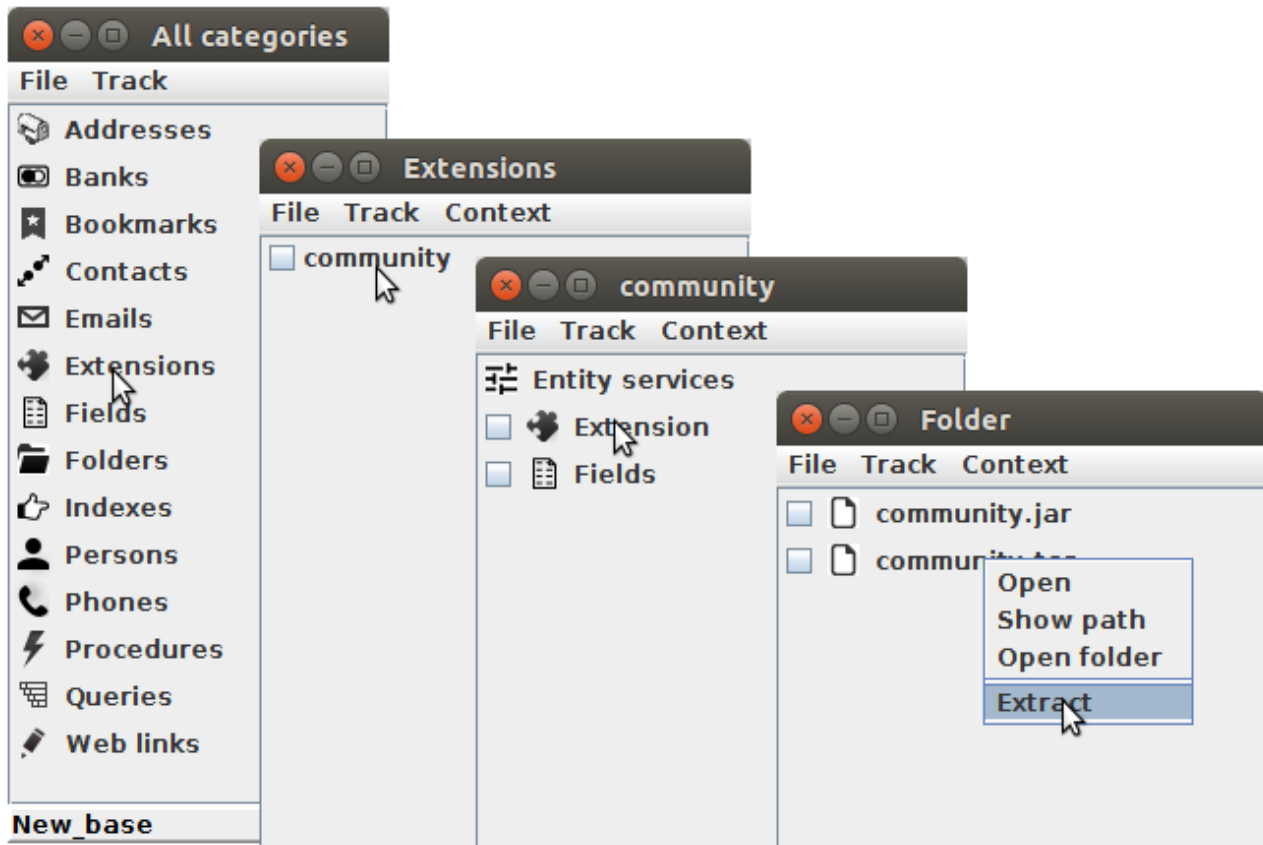 All categories
File Track
Addresses
Banks
Bookmarks
Contacts
Emails
Extensions
Fields
Folders
Indexes
Persons
Phones
Procedures
Queries
Web links
New_base
Extensions
File Track Context
community
community
File Track Context
Entity services
Extension
Fields
Folder
File Track Context
community.jar
Open
Show path
Open folder
Extract